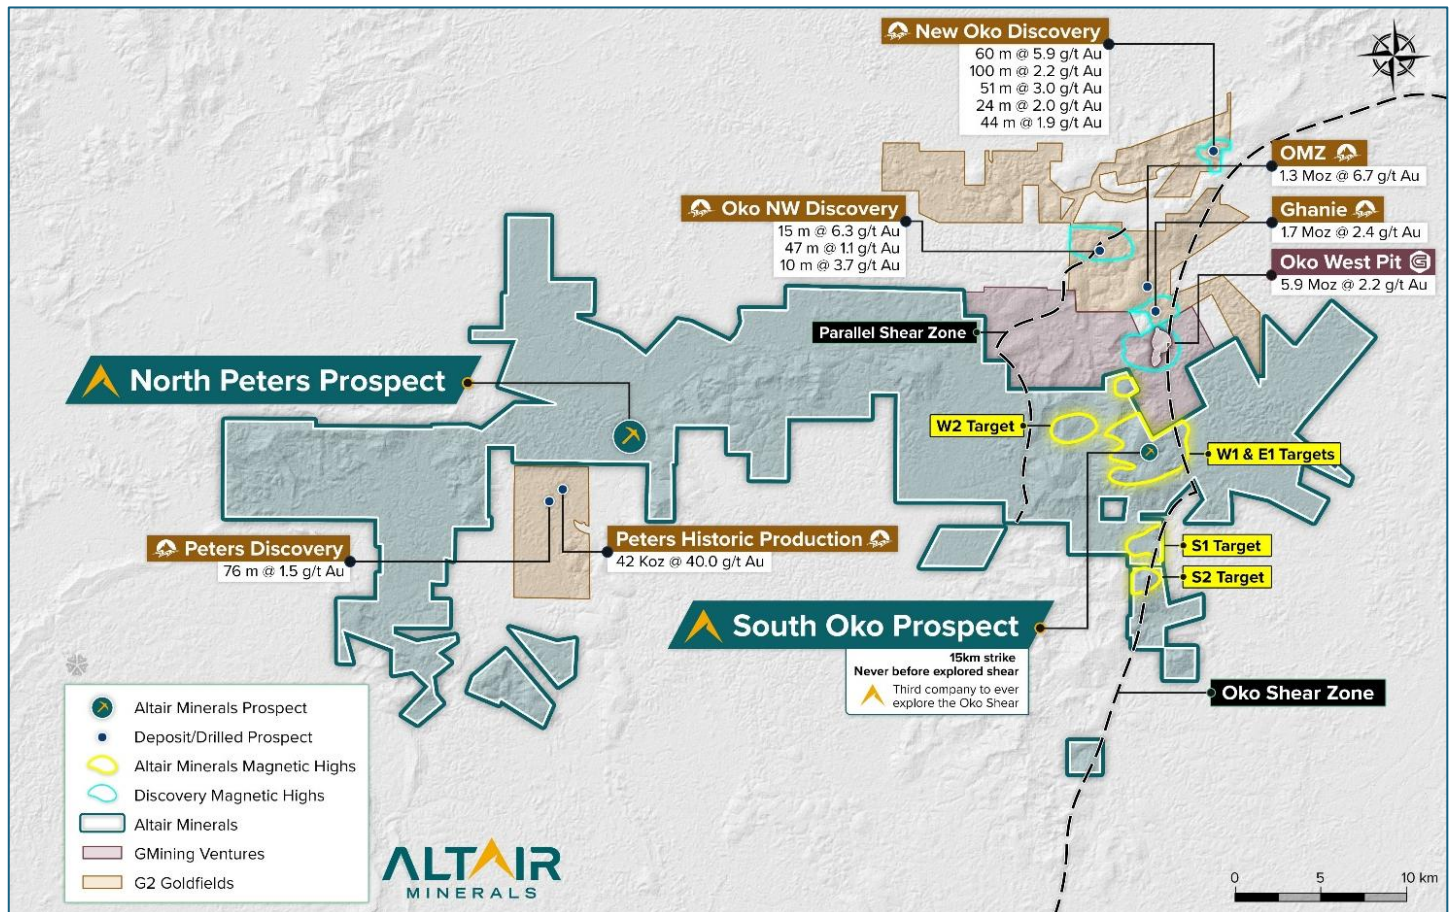 New Oko Discovery
60 m @ 5.9 g/t Au
100 m @ 2.2 g/t Au
51 m @ 3.0 g/t Au
24 m @ 2.0 g/t Au
44 m @ 1.9 g/t Au
OMZ
1.3 Moz @ 6.7 g/t Au
Oko NW Discovery
15 m @ 6.3 g/t Au
47 m @ 1.1 g/t Au
10 m @ 3.7 g/t Au
Ghanie
1.7 Moz @ 2.4 g/t Au
Oko West Pit
5.9 Moz @ 2.2 g/t Au
Parallel Shear Zone
North Peters Prospect
W2 Target
W1 & E1 Targets
Peters Discovery
76 m @ 1.5 g/t Au
Peters Historic Production
42 Koz @ 40.0 g/t Au
S1 Target
S2 Target
South Oko Prospect
15km strike
Never before explored shear
Third company to ever
explore the Oko Shear
Oko Shear Zone
Altair Minerals Prospect
Deposit/Drilled Prospect
Altair Minerals Magnetic Highs
Discovery Magnetic Highs
Altair Minerals
GMining Ventures
G2 Goldfields
ALTAIR
MINERALS
0 5 10 km